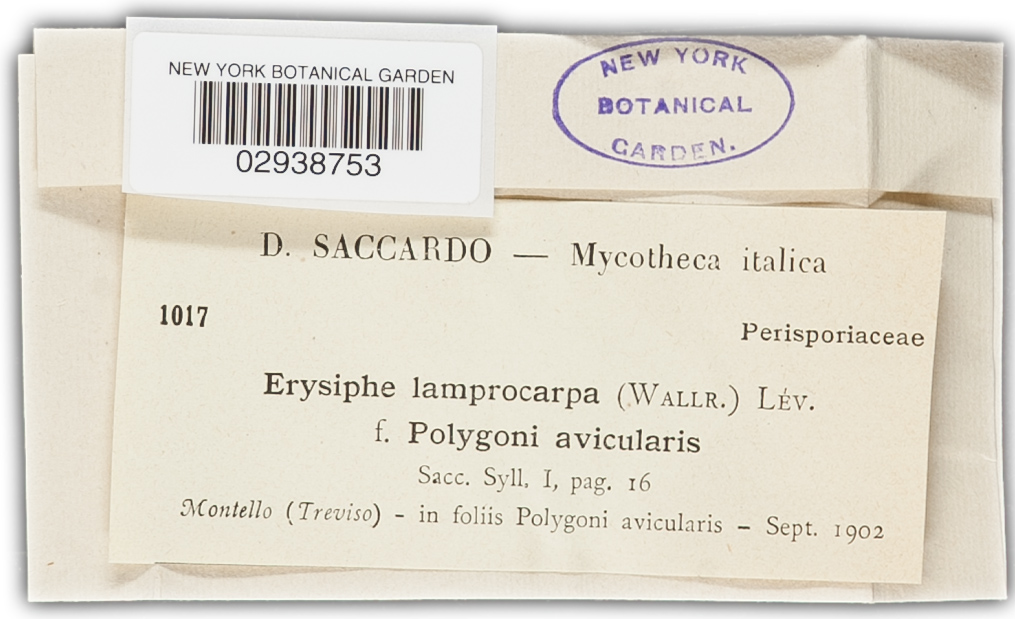 NEW YORK BOTANICAL GARDEN
02938753
NEW YORK
BOTANICAL
GARDEN.
D. SACCARDO — Mycotheca italica
1017
Perisporiaceae
Erysiphe lamprocarpa (WALLR.) LÉV.
f. Polygoni avicularis
Sacc. Syll, I, pag. 16
Montello (Treviso) - in foliis Polygoni avicularis - Sept. 1902